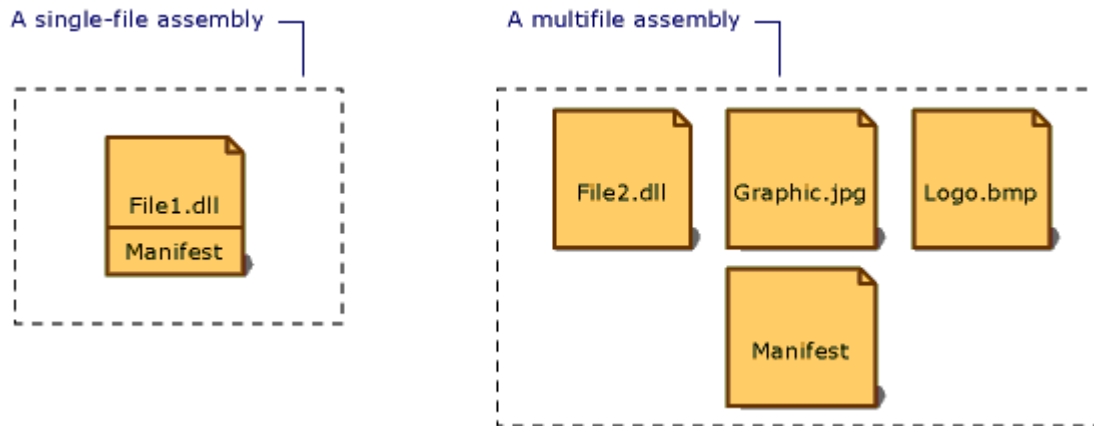 A single-file assembly
A multifile assembly
File1.dll
Manifest
File2.dll
Graphic.jpg
Logo.bmp
Manifest